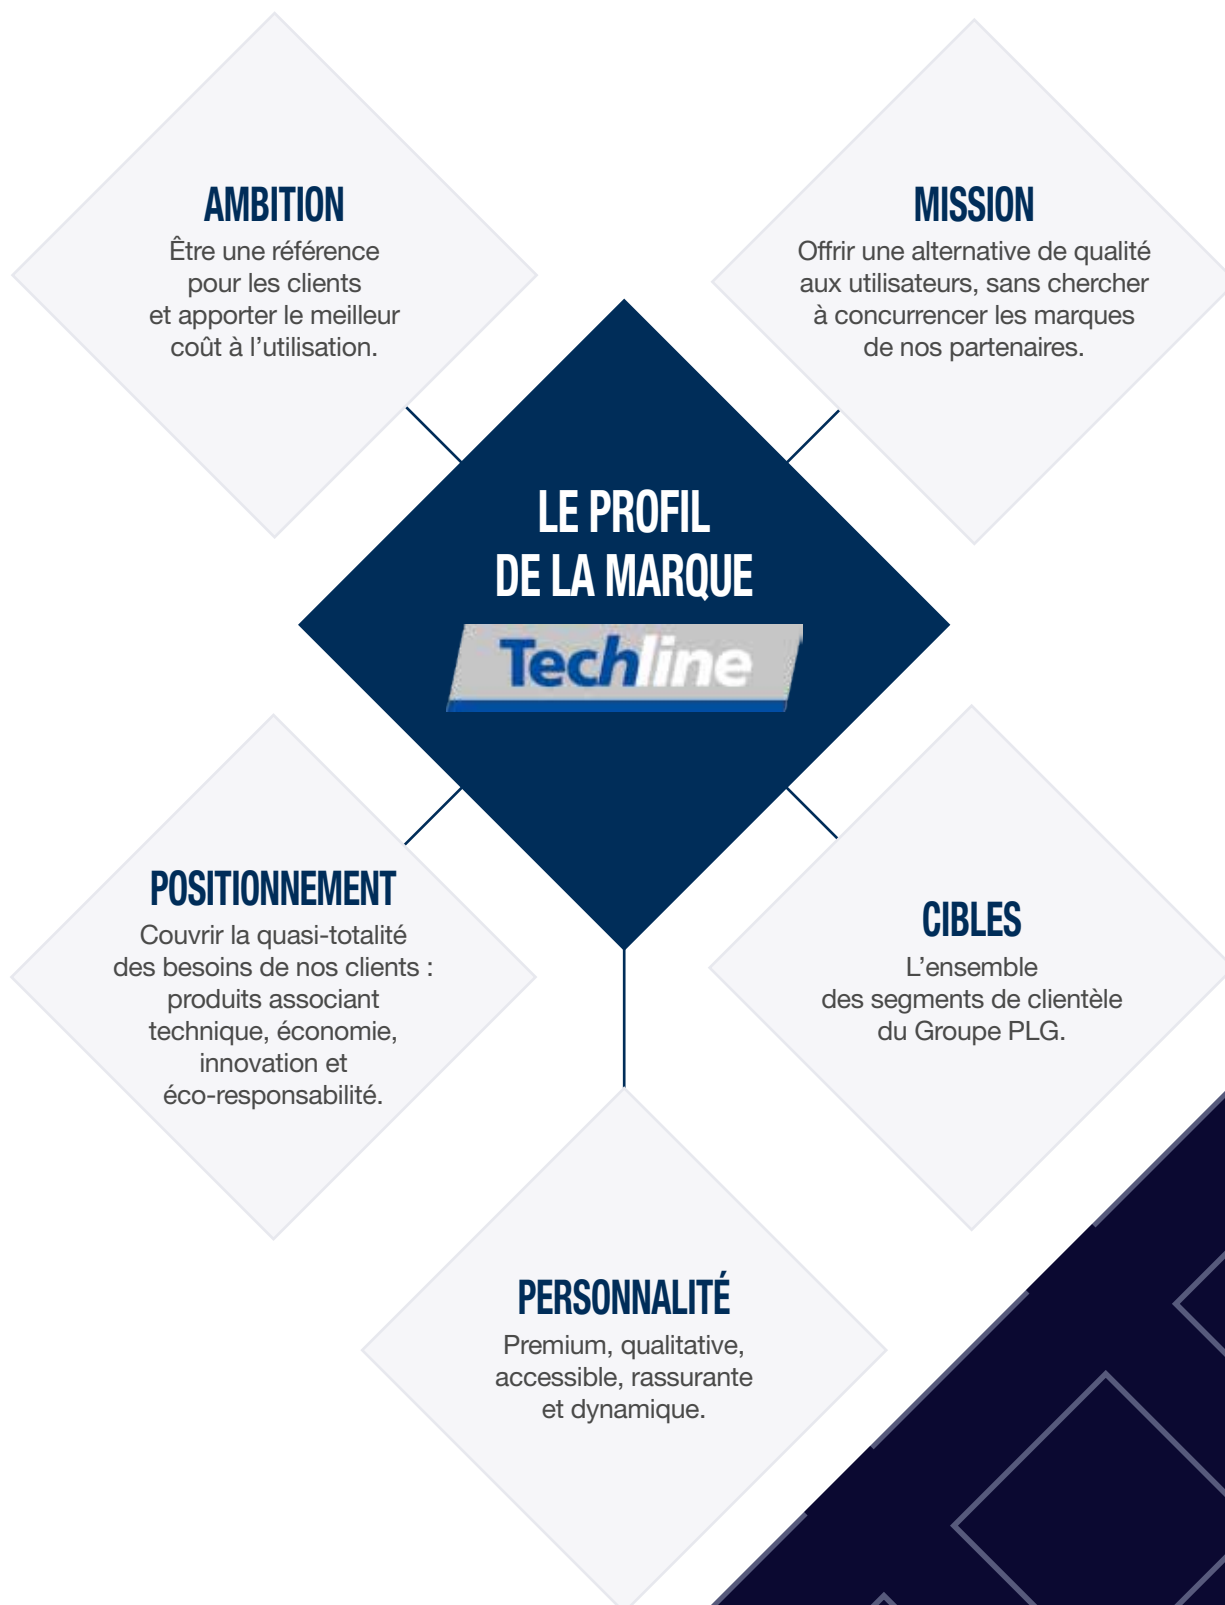 AMBITION
Être une référence
pour les clients
et apporter le meilleur
coût à l’utilisation.
MISSION
Offrir une alternative de qualité
aux utilisateurs, sans chercher
à concurrencer les marques
de nos partenaires.
LE PROFIL
DE LA MARQUE
Techline
POSITIONNEMENT
Couvrir la quasi-totalité
des besoins de nos clients :
produits associant
technique, économie,
innovation et
éco-responsabilité.
CIBLES
L’ensemble
des segments de clientèle
du Groupe PLG.
PERSONNALITÉ
Premium, qualitative,
accessible, rassurante
et dynamique.